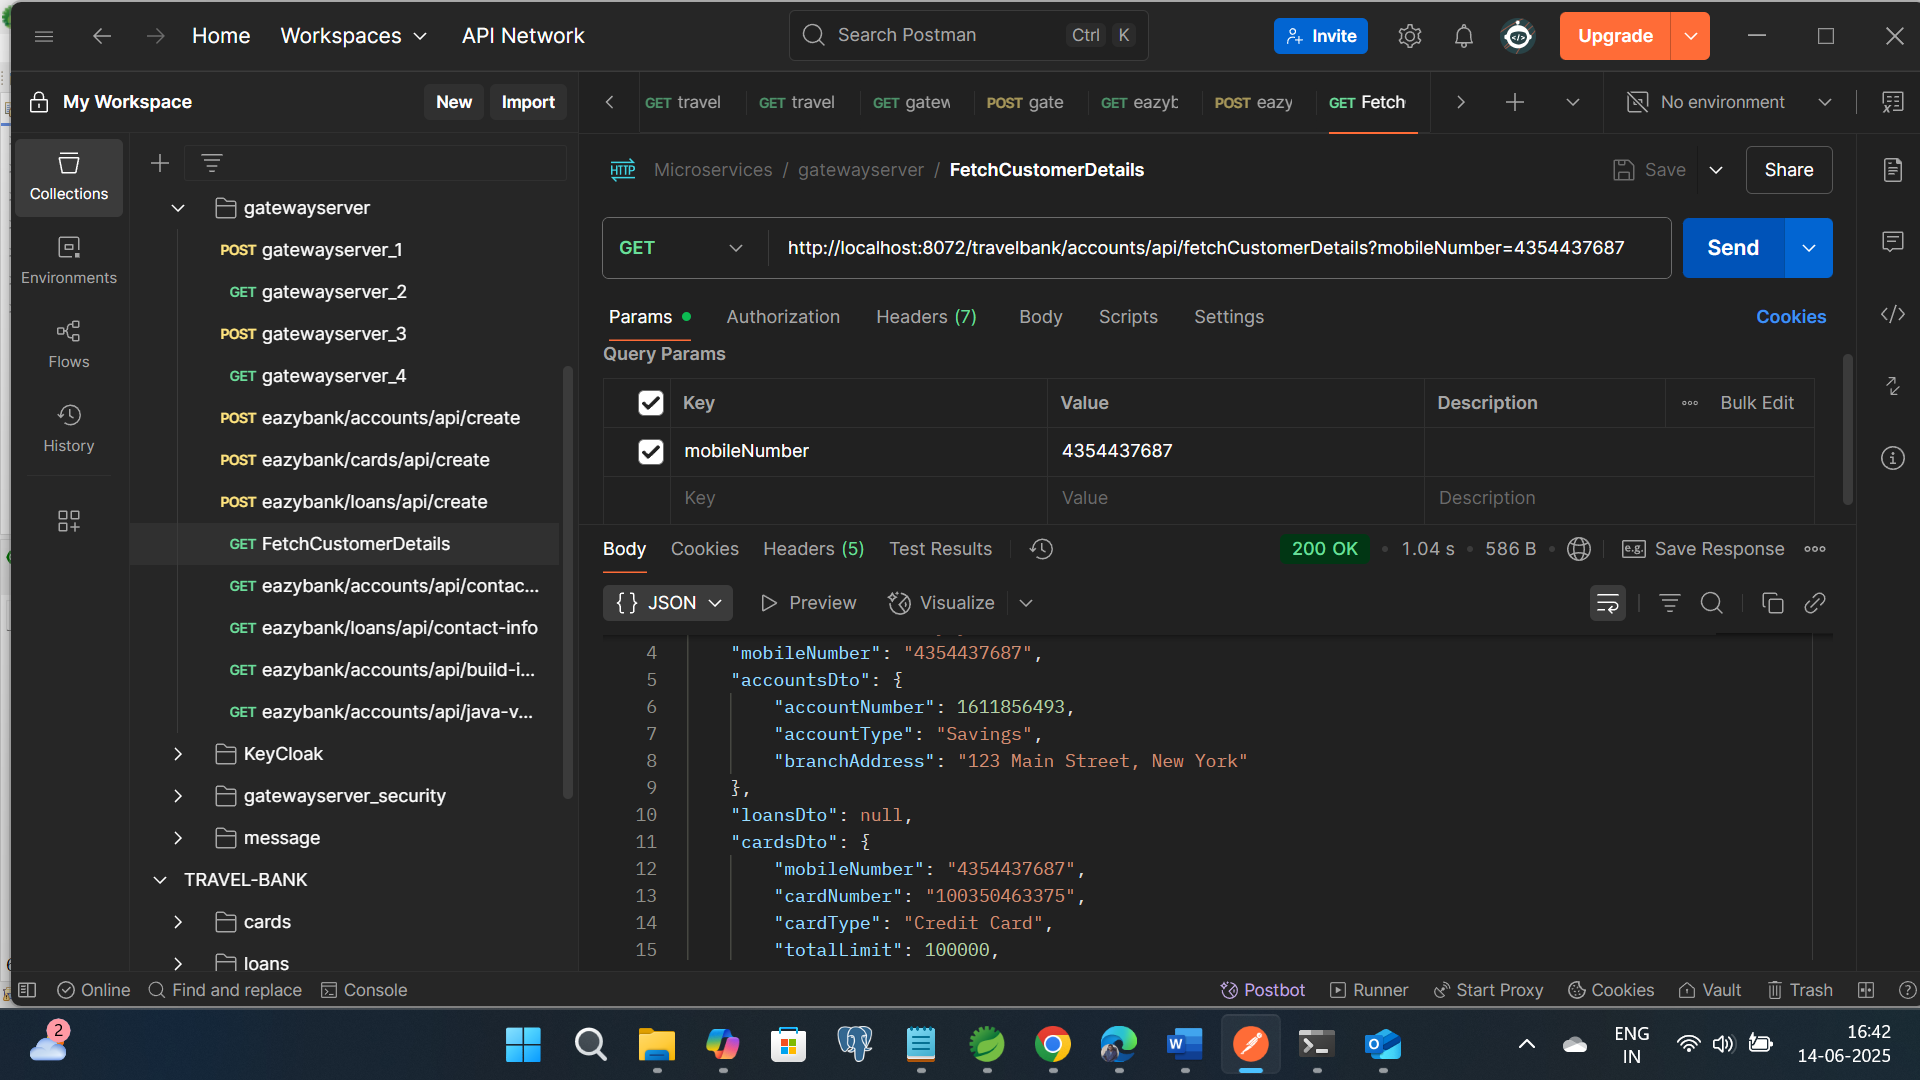 Home
Workspaces
API Network
Search Postman
Ctrl
K
Invite
Upgrade
My Workspace
New
Import
GET travel
GET travel
GET gatew
POST gate
GET eazyb
POST eazy
GET Fetch
No environment
Collections
Environments
Flows
History
gatewayserver
POST gatewayserver_1
GET gatewayserver_2
POST gatewayserver_3
GET gatewayserver_4
POST eazybank/accounts/api/create
POST eazybank/cards/api/create
POST eazybank/loans/api/create
GET FetchCustomerDetails
GET eazybank/accounts/api/contac...
GET eazybank/loans/api/contact-info
GET eazybank/accounts/api/build-i...
GET eazybank/accounts/api/java-v...
KeyCloak
gatewayserver_security
message
TRAVEL-BANK
cards
loans
HTTP
Microservices / gatewayserver / FetchCustomerDetails
Save
Share
GET
http://localhost:8072/travelbank/accounts/api/fetchCustomerDetails?mobileNumber=4354437687
Send
Params
Authorization
Headers (7)
Body
Scripts
Settings
Cookies
Query Params
Key
Value
Description
Bulk Edit
mobileNumber
4354437687
Key
Value
Description
Body
Cookies
Headers (5)
Test Results
200 OK
1.04 s
586 B
e.g.
Save Response
{} JSON
Preview
Visualize
4 "mobileNumber": "4354437687",
5 "accountsDto": {
6 "accountNumber": 1611856493,
7 "accountType": "Savings",
8 "branchAddress": "123 Main Street, New York"
9 },
10 "loansDto": null,
11 "cardsDto": {
12 "mobileNumber": "4354437687",
13 "cardNumber": "100350463375",
14 "cardType": "Credit Card",
15 "totalLimit": 100000,
Online
Find and replace
Console
Postbot
Runner
Start Proxy
Cookies
Vault
Trash
2
W
ENG
IN
16:42
14-06-2025